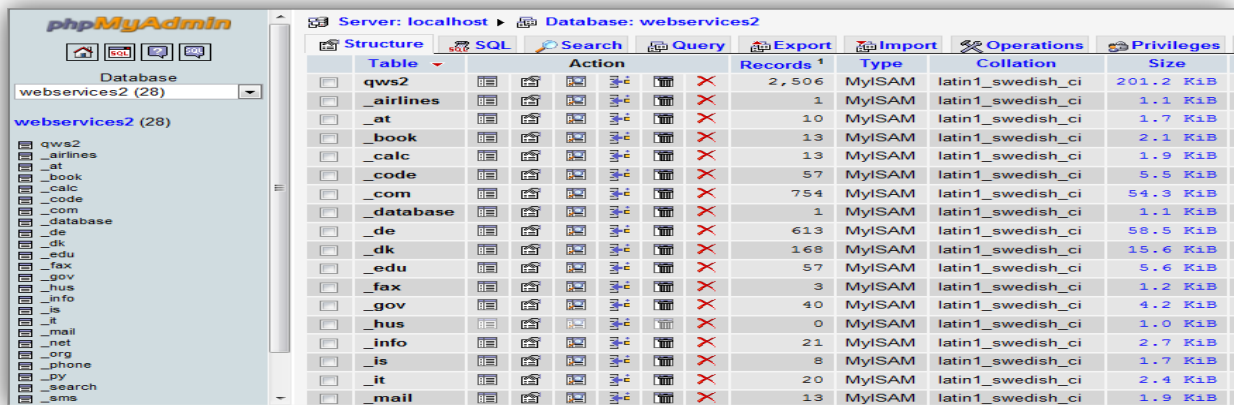 phpMyAdmin
SQL
Database
webservices2 (28)
webservices2 (28)
qws2
_airlines
_at
_book
_calc
_code
_com
_database
_de
_dk
_edu
_fax
_gov
_hus
_info
_is
_it
_mail
_net
_org
_phone
_py
_search
_sms
Server: localhost ▸ Database: webservices2
Structure SQL Search Query Export Import Operations Privileges
Table Action Records 1 Type Collation Size
qws2 2,506 MyISAM latin1_swedish_ci 201.2 KiB
_airlines 1 MyISAM latin1_swedish_ci 1.1 KiB
_at 10 MyISAM latin1_swedish_ci 1.7 KiB
_book 13 MyISAM latin1_swedish_ci 2.1 KiB
_calc 13 MyISAM latin1_swedish_ci 1.9 KiB
_code 57 MyISAM latin1_swedish_ci 5.5 KiB
_com 754 MyISAM latin1_swedish_ci 54.3 KiB
_database 1 MyISAM latin1_swedish_ci 1.1 KiB
_de 613 MyISAM latin1_swedish_ci 58.5 KiB
_dk 168 MyISAM latin1_swedish_ci 15.6 KiB
_edu 57 MyISAM latin1_swedish_ci 5.6 KiB
_fax 3 MyISAM latin1_swedish_ci 1.2 KiB
_gov 40 MyISAM latin1_swedish_ci 4.2 KiB
_hus 0 MyISAM latin1_swedish_ci 1.0 KiB
_info 21 MyISAM latin1_swedish_ci 2.7 KiB
_is 8 MyISAM latin1_swedish_ci 1.7 KiB
_it 20 MyISAM latin1_swedish_ci 2.4 KiB
_mail 13 MyISAM latin1_swedish_ci 1.9 KiB